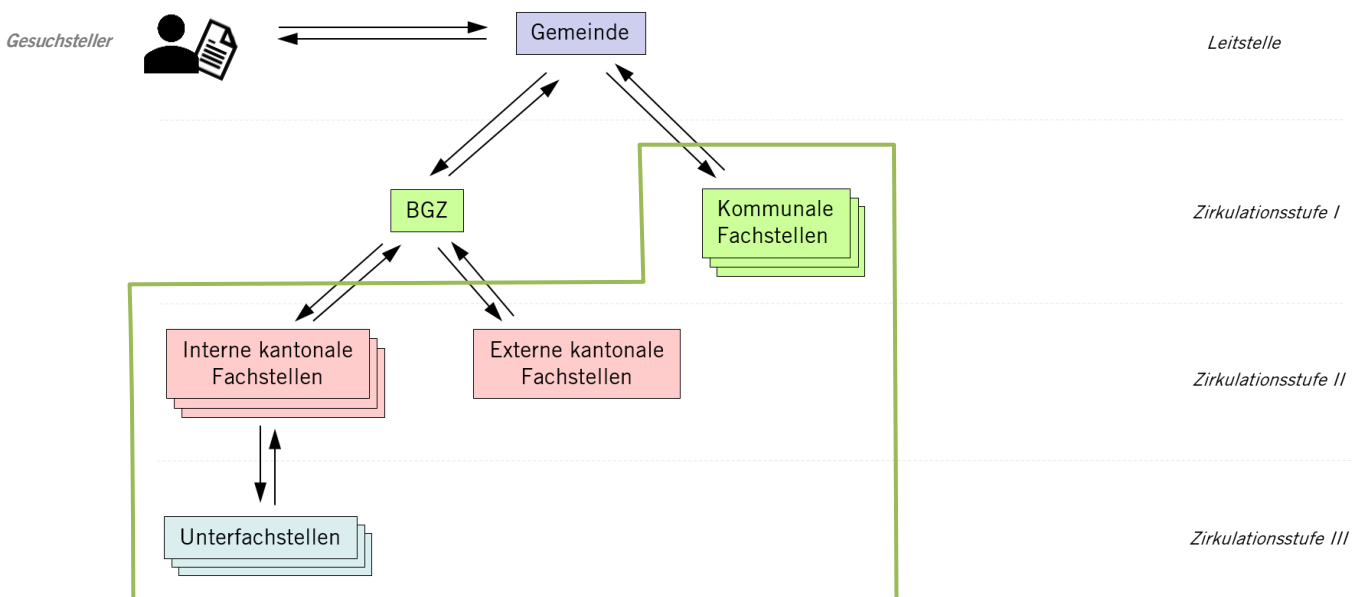 Gesuchsteller
Gemeinde
Leitstelle
BGZ
Kommunale
Fachstellen
Zirkulationsstufe I
Interne kantonale
Fachstellen
Externe kantonale
Fachstellen
Zirkulationsstufe II
Unterfachstellen
Zirkulationsstufe III